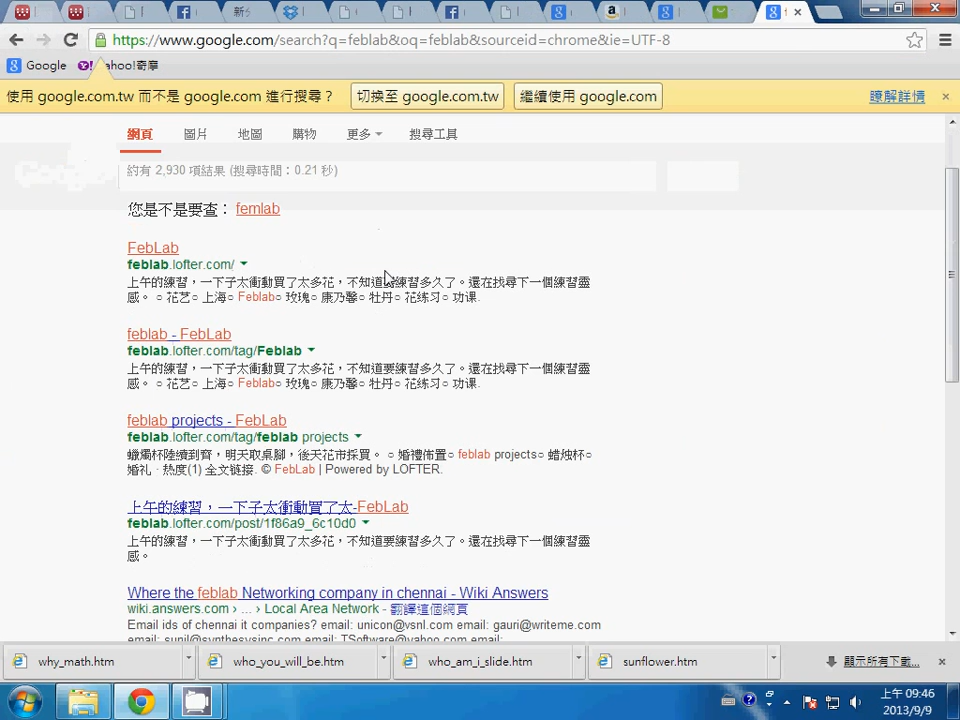 新分
https://www.google.com/search?q=feblab&oq=feblab&sourceid=chrome&ie=UTF-8
Google
ahoo!奇摩
使用 google.com.tw 而不是 google.com 進行搜尋？
切換至 google.com.tw
繼續使用 google.com
瞭解詳情
網頁 圖片 地圖 購物 更多 搜尋工具
約有 2,930 項結果 (搜尋時間：0.21 秒)
您是不是要查： femlab
FebLab
feblab.lofter.com/
上午的練習，一下子太衝動買了太多花，不知道要練習多久了。還在找尋下一個練習靈
感。 ○ 花艺○ 上海○ Feblab○ 玫瑰○ 康乃馨○ 牡丹○ 花练习○ 功课.
feblab - FebLab
feblab.lofter.com/tag/Feblab
上午的練習，一下子太衝動買了太多花，不知道要練習多久了。還在找尋下一個練習靈
感。 ○ 花艺○ 上海○ Feblab○ 玫瑰○ 康乃馨○ 牡丹○ 花练习○ 功课.
feblab projects - FebLab
feblab.lofter.com/tag/feblab projects
蠟燭杯陸續到齊，明天取桌腳，後天花市採買。 ○ 婚禮佈置○ feblab projects○ 蜡烛杯○
婚礼 · 热度(1) 全文链接. © FebLab | Powered by LOFTER.
上午的練習，一下子太衝動買了太-FebLab
feblab.lofter.com/post/1f86a9_6c10d0
上午的練習，一下子太衝動買了太多花，不知道要練習多久了。還在找尋下一個練習靈
感。
Where the feblab Networking company in chennai - Wiki Answers
wiki.answers.com › ... › Local Area Network - 翻譯這個網頁
Email ids of chennai it companies? email: unicon@vsnl.com email: gauri@writeme.com
email: sunil@synthesysinc.com email: TSoftware@yahoo.com email:
why_math.htm
who_you_will_be.htm
who_am_i_slide.htm
sunflower.htm
顯示所有下載...
上午 09:46
2013/9/9